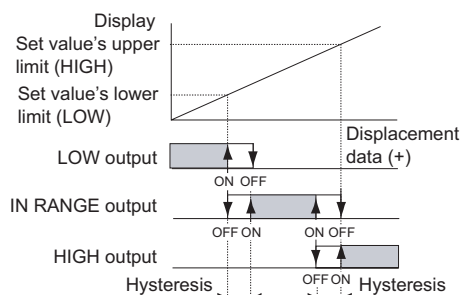 Display
Set value's upper
limit (HIGH)
Set value's lower
limit (LOW)
Displacement
data (+)
LOW output
ON OFF
IN RANGE output
OFF ON ON OFF
HIGH output
OFF ON
Hysteresis Hysteresis